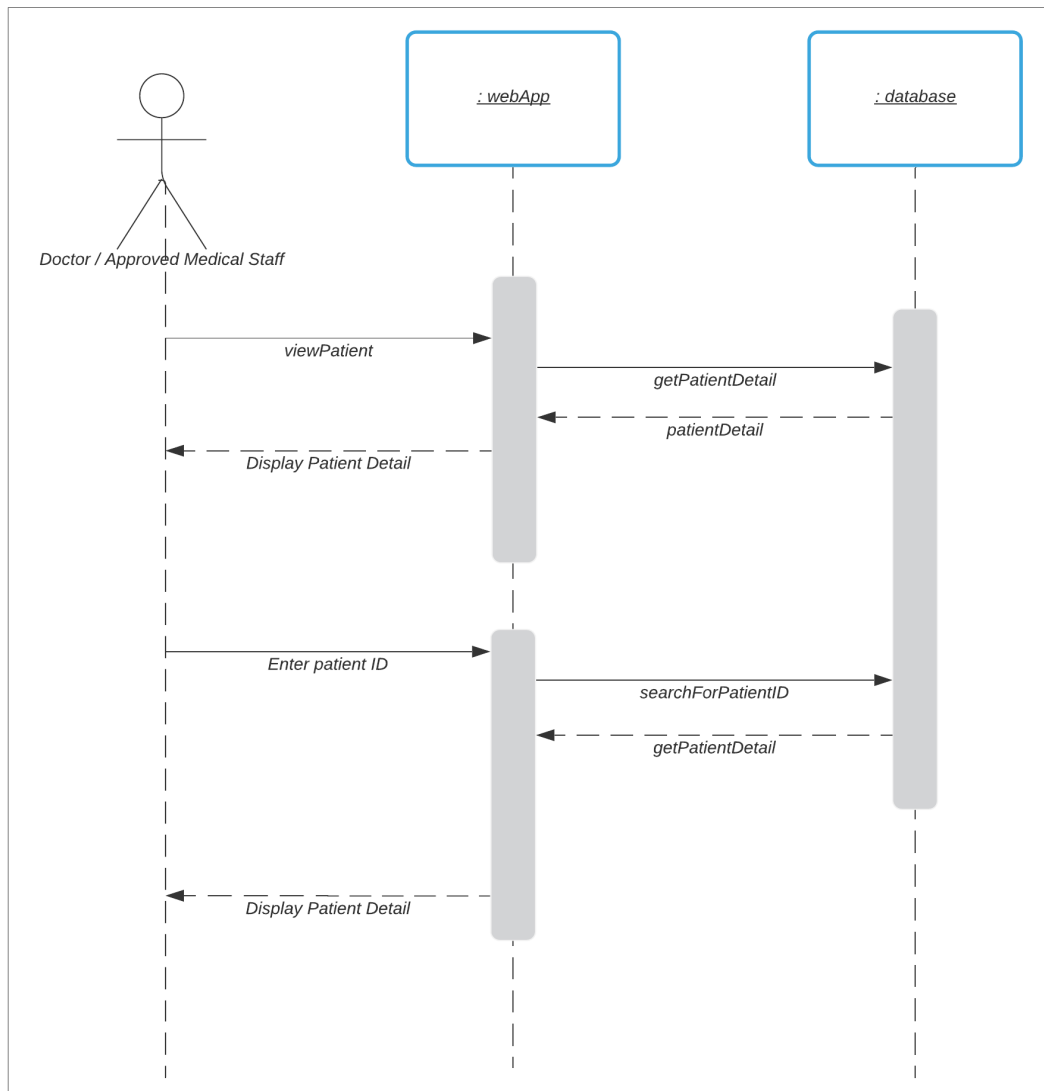 : webApp
: database
Doctor / Approved Medical Staff
viewPatient
getPatientDetail
patientDetail
Display Patient Detail
Enter patient ID
searchForPatientID
getPatientDetail
Display Patient Detail